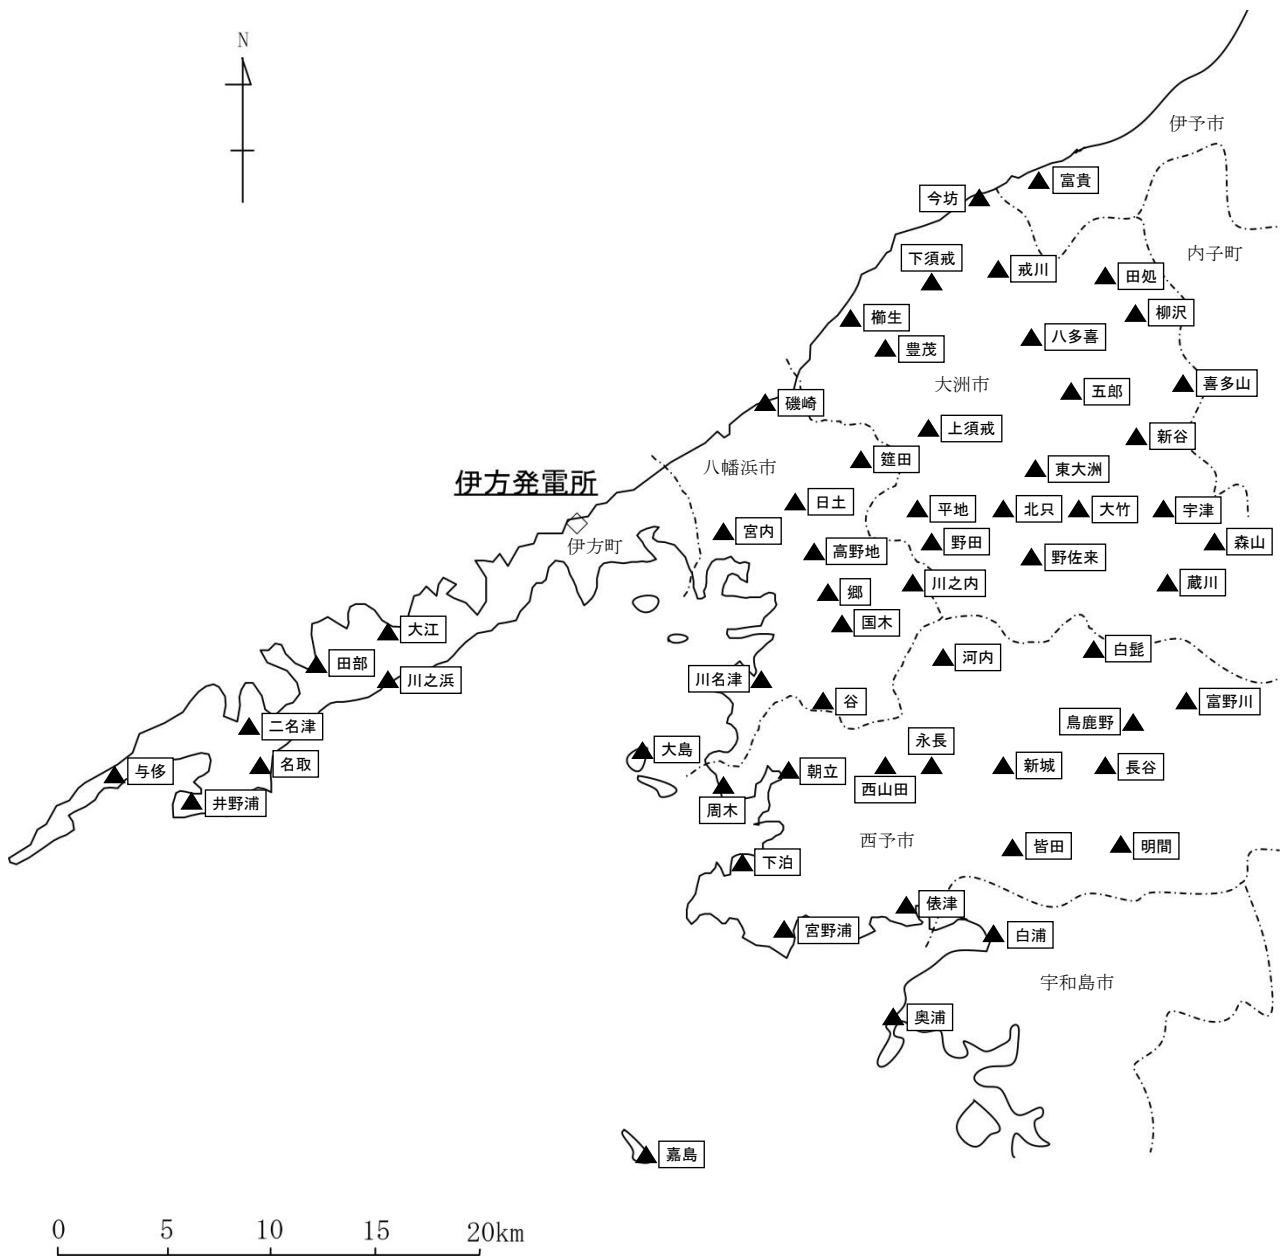 N
伊予市
富貴
今坊
内子町
下須戒
戒川
田処
櫛生
柳沢
豊茂
八多喜
大洲市
喜多山
五郎
磯崎
上須戒
新谷
八幡浜市
筵田
東大洲
伊方発電所
日土
平地
北只
大竹
宇津
宮内
伊方町
高野地
野田
野佐来
森山
郷
川之内
蔵川
大江
国木
田部
川之浜
川名津
河内
白髭
谷
富野川
二名津
鳥鹿野
大島
永長
与侈
名取
朝立
西山田
新城
長谷
井野浦
周木
西予市
皆田
明間
下泊
俵津
宮野浦
白浦
宇和島市
奥浦
嘉島
0 5 10 15 20km